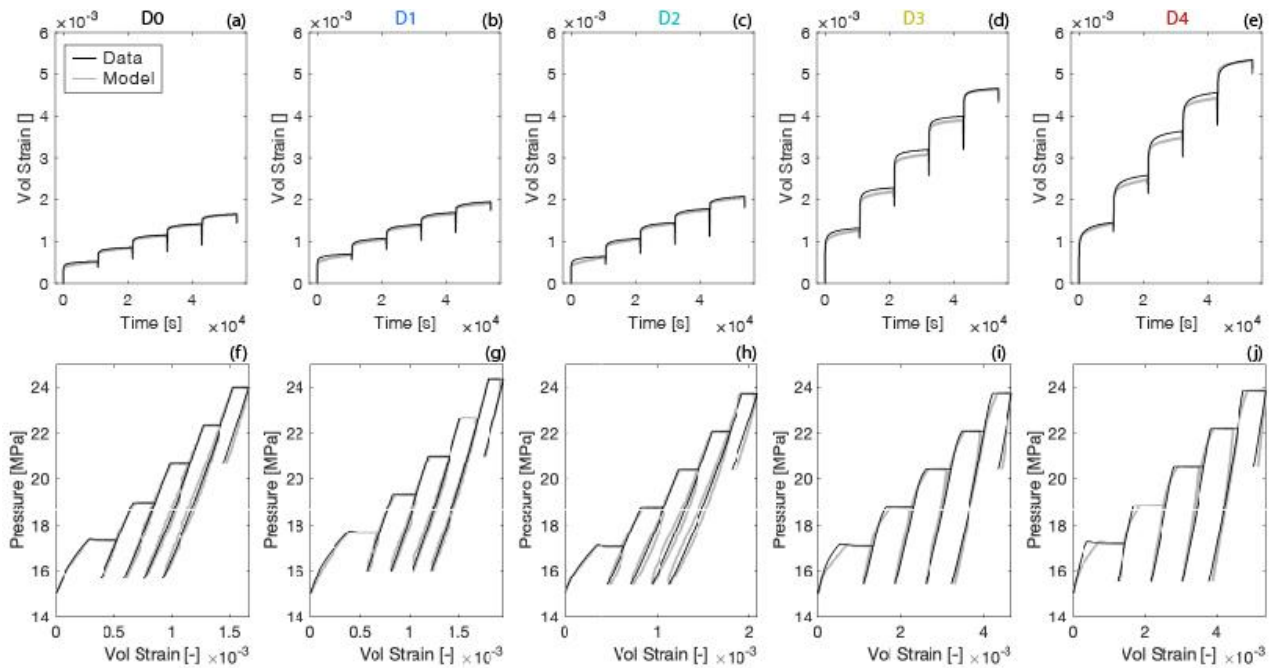 ×10⁻³ D0 (a)
6
5
4
3
2
1
0
Vol Strain []
Data
Model
0 2 4
Time [s] ×10⁴
×10⁻³ D1 (b)
6
5
4
3
2
1
0
Vol Strain []
0 2 4
Time [s] ×10⁴
×10⁻³ D2 (c)
6
5
4
3
2
1
0
Vol Strain []
0 2 4
Time [s] ×10⁴
×10⁻³ D3 (d)
6
5
4
3
2
1
0
Vol Strain []
0 2 4
Time [s] ×10⁴
×10⁻³ D4 (e)
6
5
4
3
2
1
0
Vol Strain []
0 2 4
Time [s] ×10⁴
(f)
24
22
20
18
16
14
Pressure [MPa]
0 0.5 1 1.5
Vol Strain [-] ×10⁻³
(g)
24
22
20
18
16
14
Pressure [MPa]
0 0.5 1 1.5
Vol Strain [-] ×10⁻³
(h)
24
22
20
18
16
14
Pressure [MPa]
0 1 2
Vol Strain [-] ×10⁻³
(i)
24
22
20
18
16
14
Pressure [MPa]
0 2 4
Vol Strain [-] ×10⁻³
(j)
24
22
20
18
16
14
Pressure [MPa]
0 2 4
Vol Strain [-] ×10⁻³